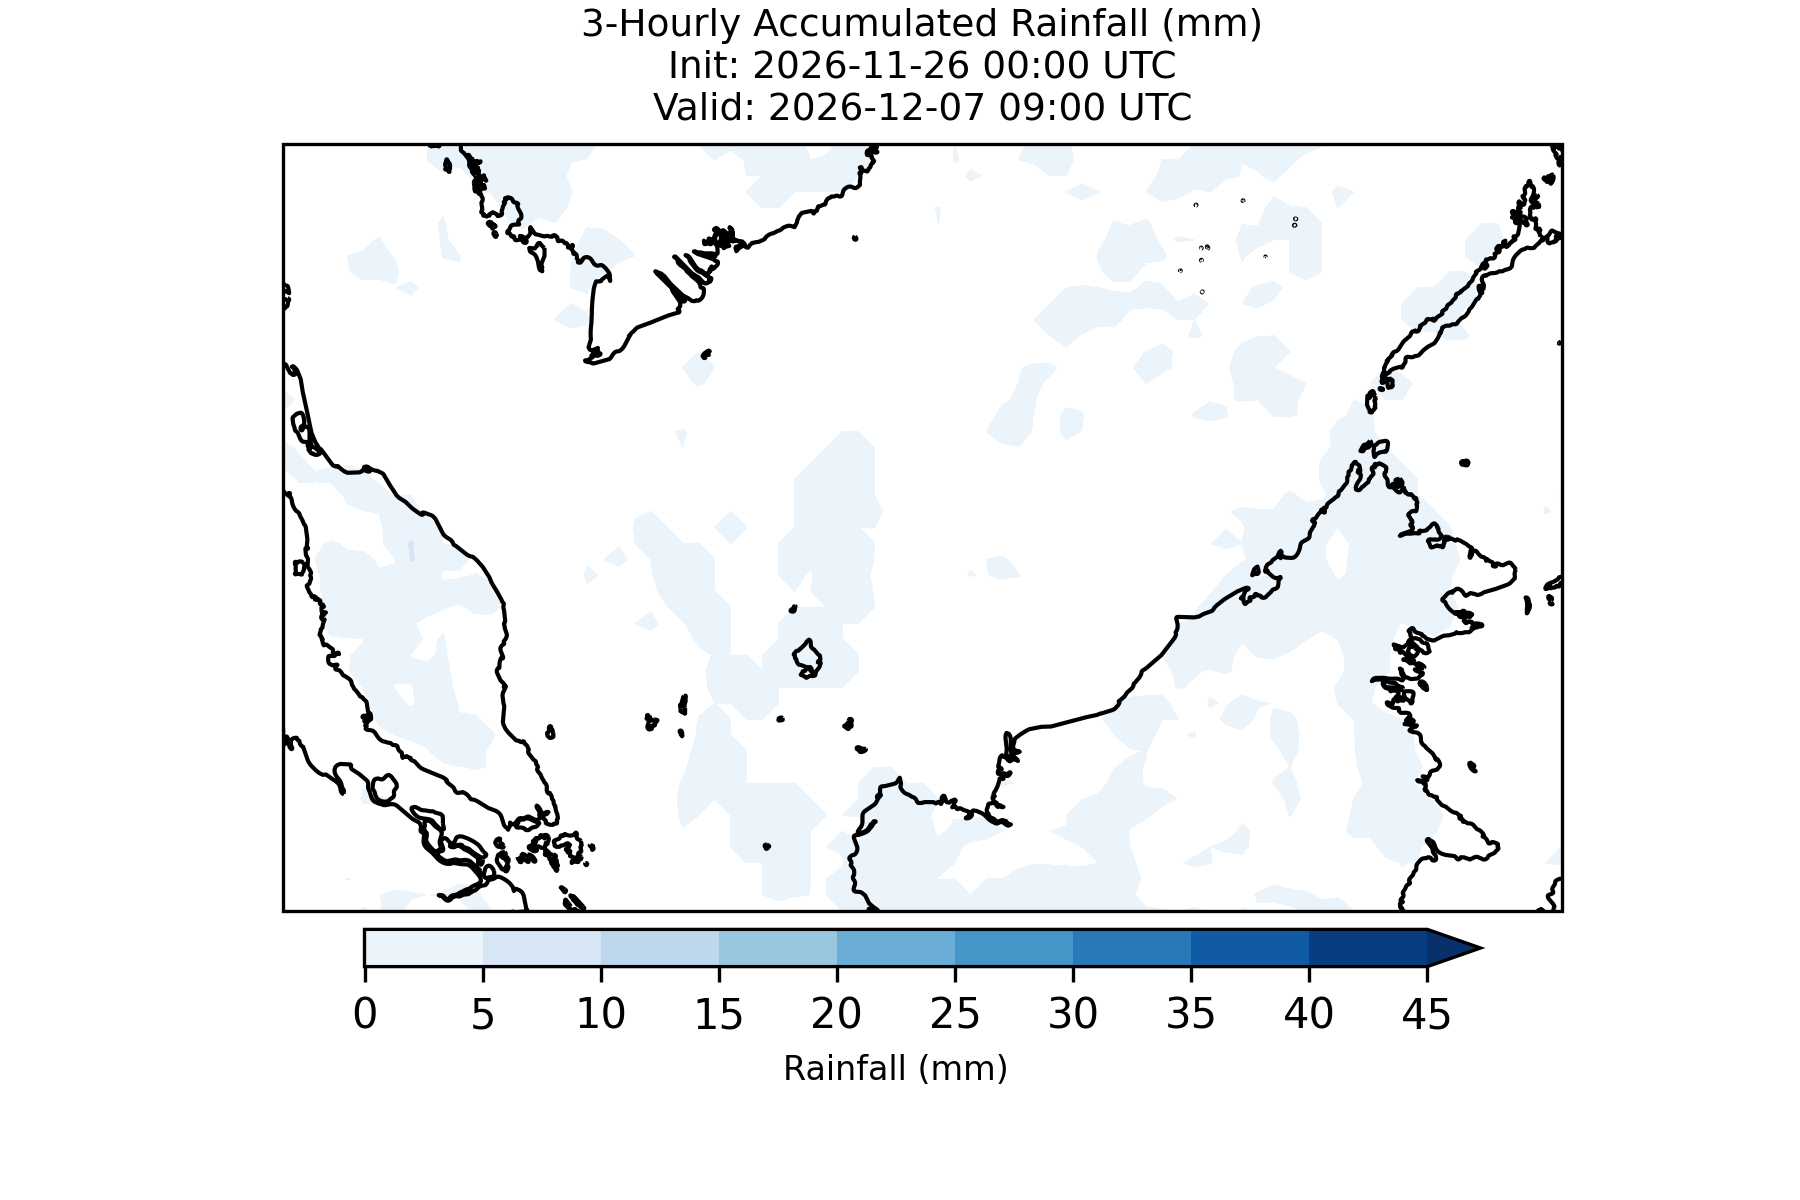 3-Hourly Accumulated Rainfall (mm)
Init: 2026-11-26 00:00 UTC
Valid: 2026-12-07 09:00 UTC
0 5 10 15 20 25 30 35 40 45
Rainfall (mm)